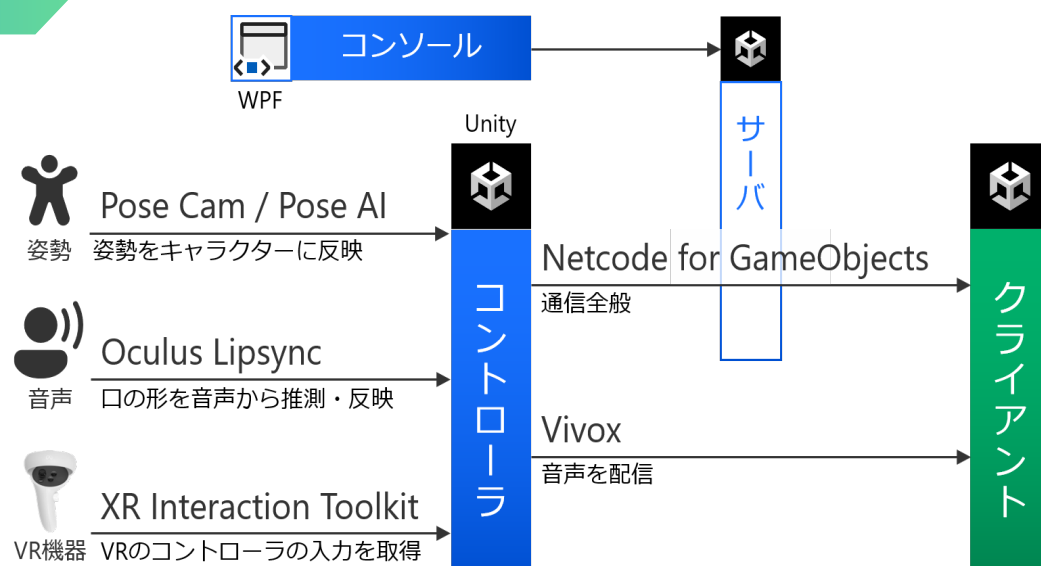 コンソール
WPF
Unity
サーバ
Pose Cam / Pose AI
姿勢
姿勢をキャラクターに反映
Netcode for GameObjects
通信全般
コントローラ
クライアント
Oculus Lipsync
音声
口の形を音声から推測・反映
Vivox
音声を配信
XR Interaction Toolkit
VR機器
VRのコントローラの入力を取得